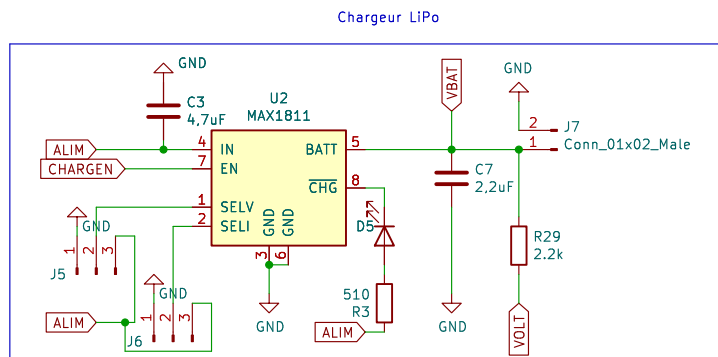 Chargeur LiPo
GND
C3
4,7uF
U2
MAX1811
ALIM
4
IN
CHARGEN
7
EN
1
SELV
2
SELI
BATT
5
CHG
8
GND
3
GND
6
GND
VBAT
C7
2,2uF
GND
GND
2
1
J7
Conn_01x02_Male
R29
2.2k
VOLT
D5
510
R3
ALIM
GND
1
2
3
J5
ALIM
GND
1
2
3
J6